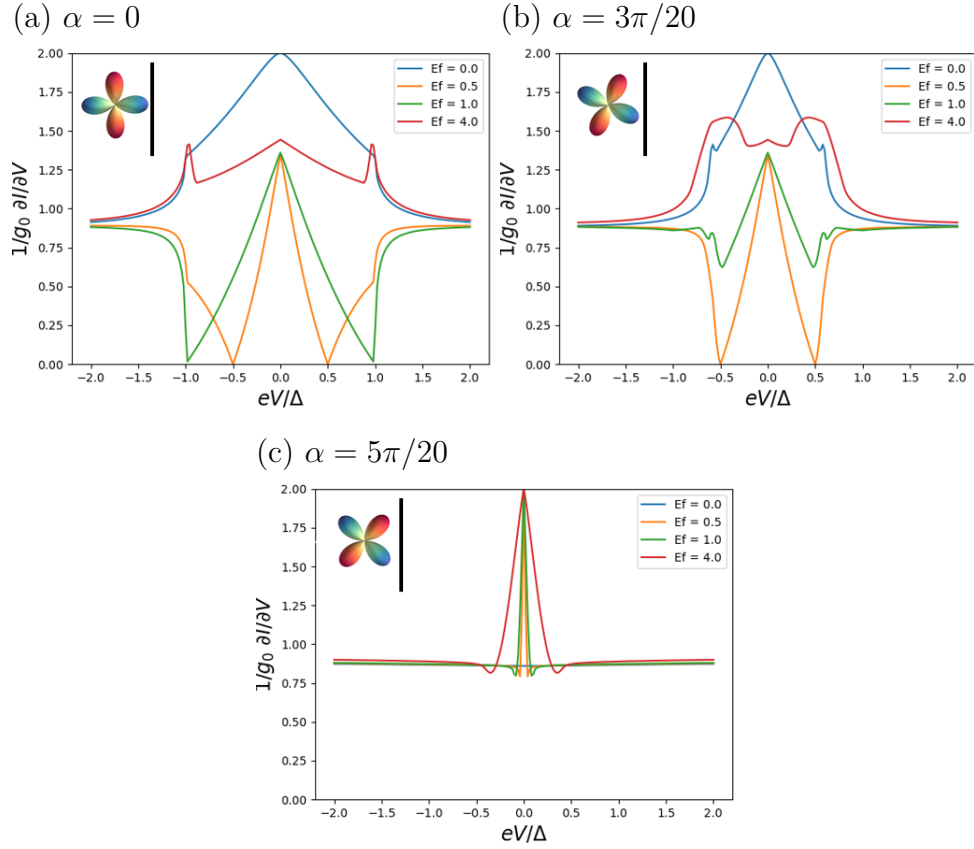 (a) α = 0
2.00
1.75
1.50
1.25
1.00
0.75
0.50
0.25
0.00
1/g₀ ∂I/∂V
Ef = 0.0
Ef = 0.5
Ef = 1.0
Ef = 4.0
−2.0 −1.5 −1.0 −0.5 0.0 0.5 1.0 1.5 2.0
eV/Δ
(b) α = 3π/20
2.00
1.75
1.50
1.25
1.00
0.75
0.50
0.25
0.00
1/g₀ ∂I/∂V
Ef = 0.0
Ef = 0.5
Ef = 1.0
Ef = 4.0
−2.0 −1.5 −1.0 −0.5 0.0 0.5 1.0 1.5 2.0
eV/Δ
(c) α = 5π/20
2.00
1.75
1.50
1.25
1.00
0.75
0.50
0.25
0.00
1/g₀ ∂I/∂V
Ef = 0.0
Ef = 0.5
Ef = 1.0
Ef = 4.0
−2.0 −1.5 −1.0 −0.5 0.0 0.5 1.0 1.5 2.0
eV/Δ